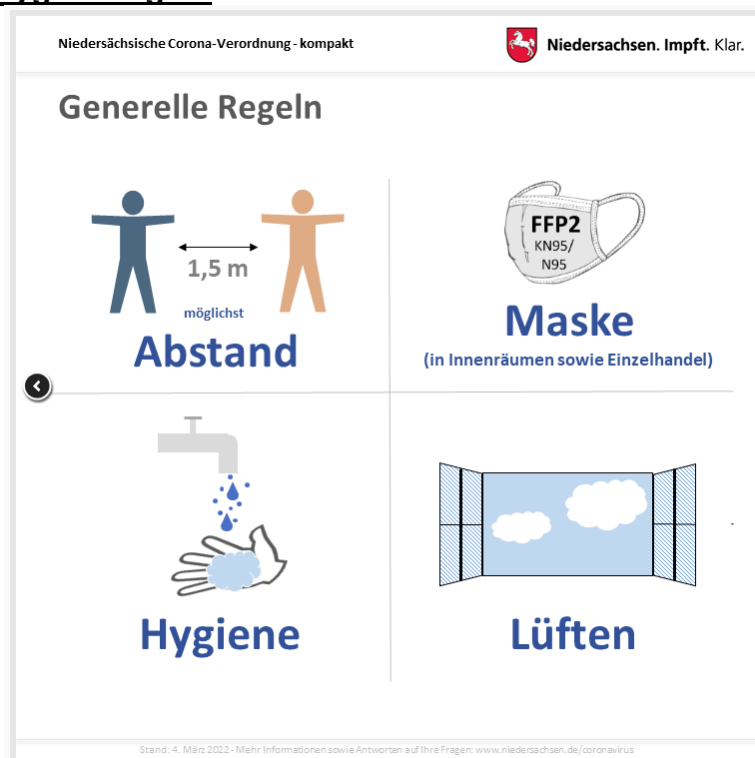 Niedersächsische Corona-Verordnung - kompakt
Niedersachsen. Impft. Klar.
Generelle Regeln
1,5 m
möglichst
Abstand
FFP2
KN95/
N95
Maske
(in Innenräumen sowie Einzelhandel)
Hygiene
Lüften
Stand: 4. März 2022 - Mehr Informationen sowie Antworten auf Ihre Fragen: www.niedersachsen.de/coronavirus